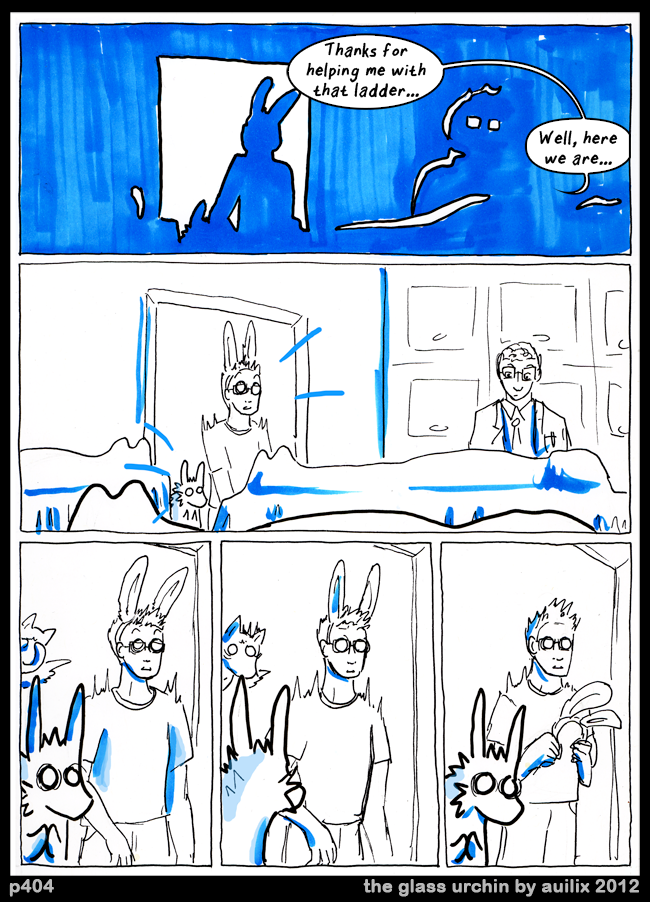 Thanks for
helping me with
that ladder...
Well, here
we are...
p404
the glass urchin by auilix 2012